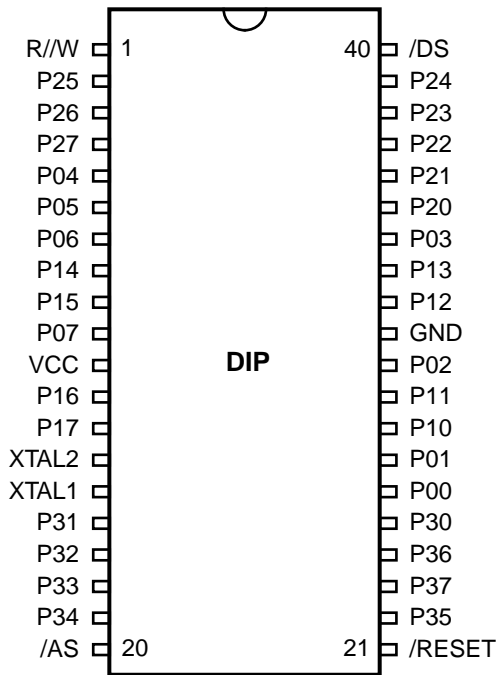 R//W 1 40 /DS
P25 P24
P26 P23
P27 P22
P04 P21
P05 P20
P06 P03
P14 P13
P15 P12
P07 GND
VCC DIP P02
P16 P11
P17 P10
XTAL2 P01
XTAL1 P00
P31 P30
P32 P36
P33 P37
P34 P35
/AS 20 21 /RESET